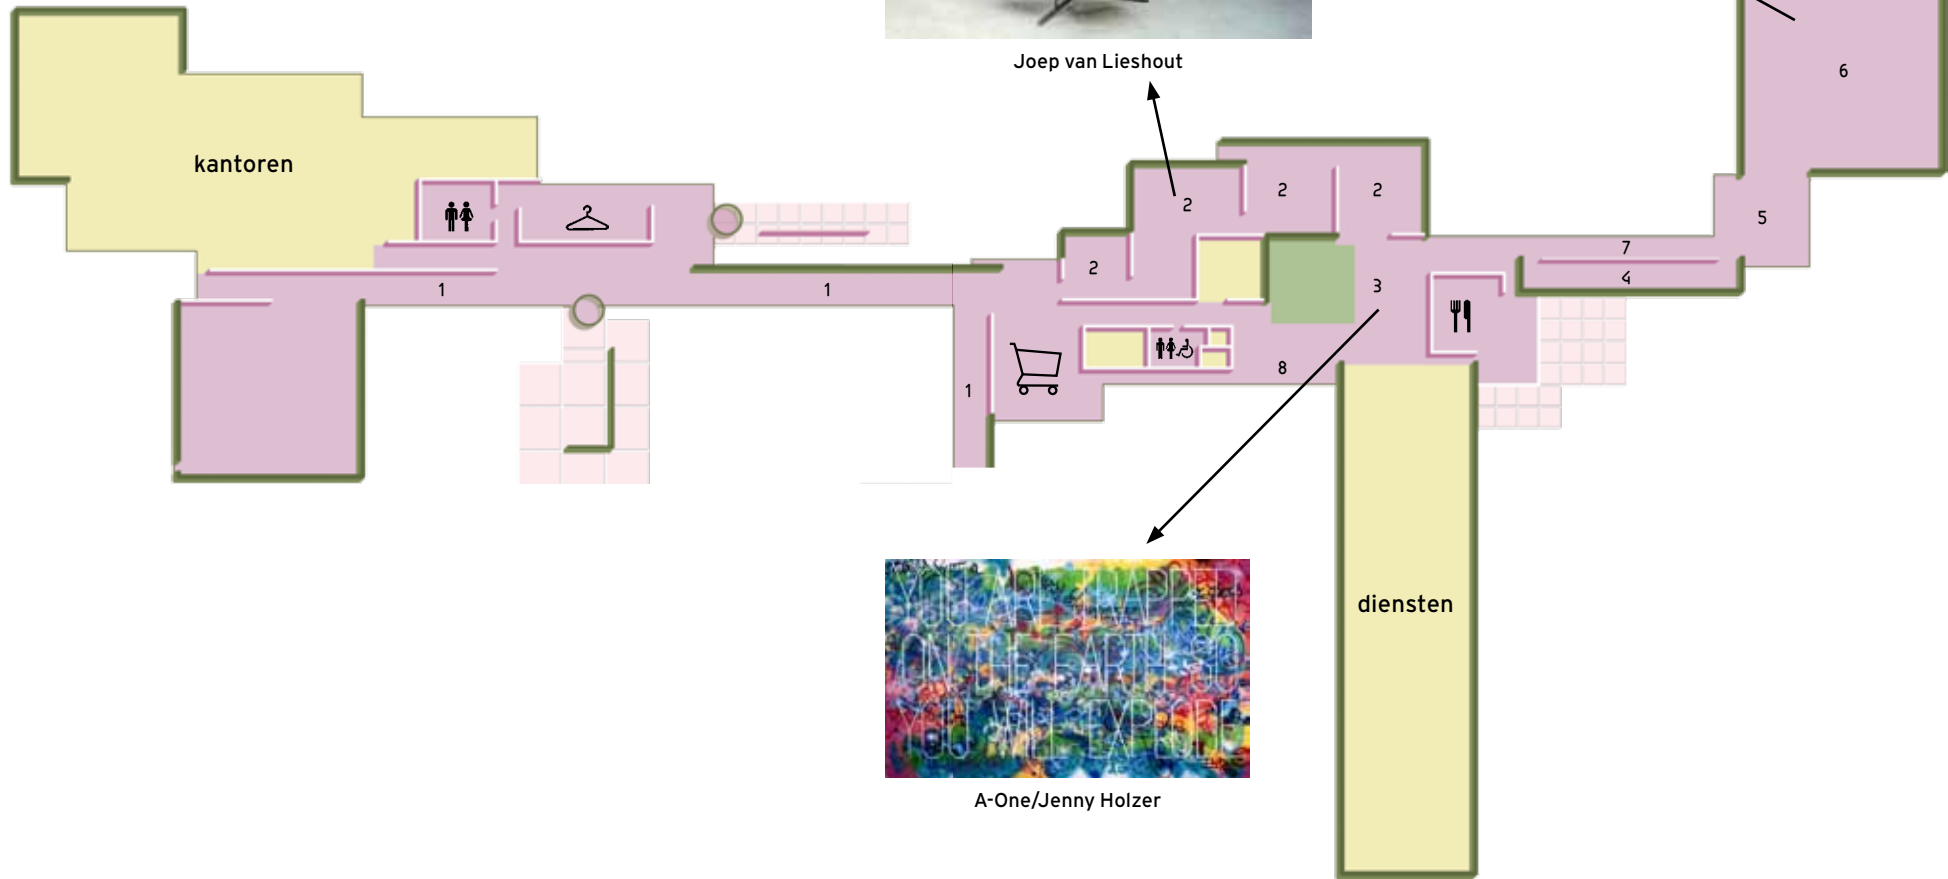 Joep van Lieshout
6
kantoren
2
2
2
5
7
2
4
1
1
3
8
1
YOU ARE TRAPPED
ON THE EARTH SO
YOU WILL EXPLODE
diensten
A-One/Jenny Holzer